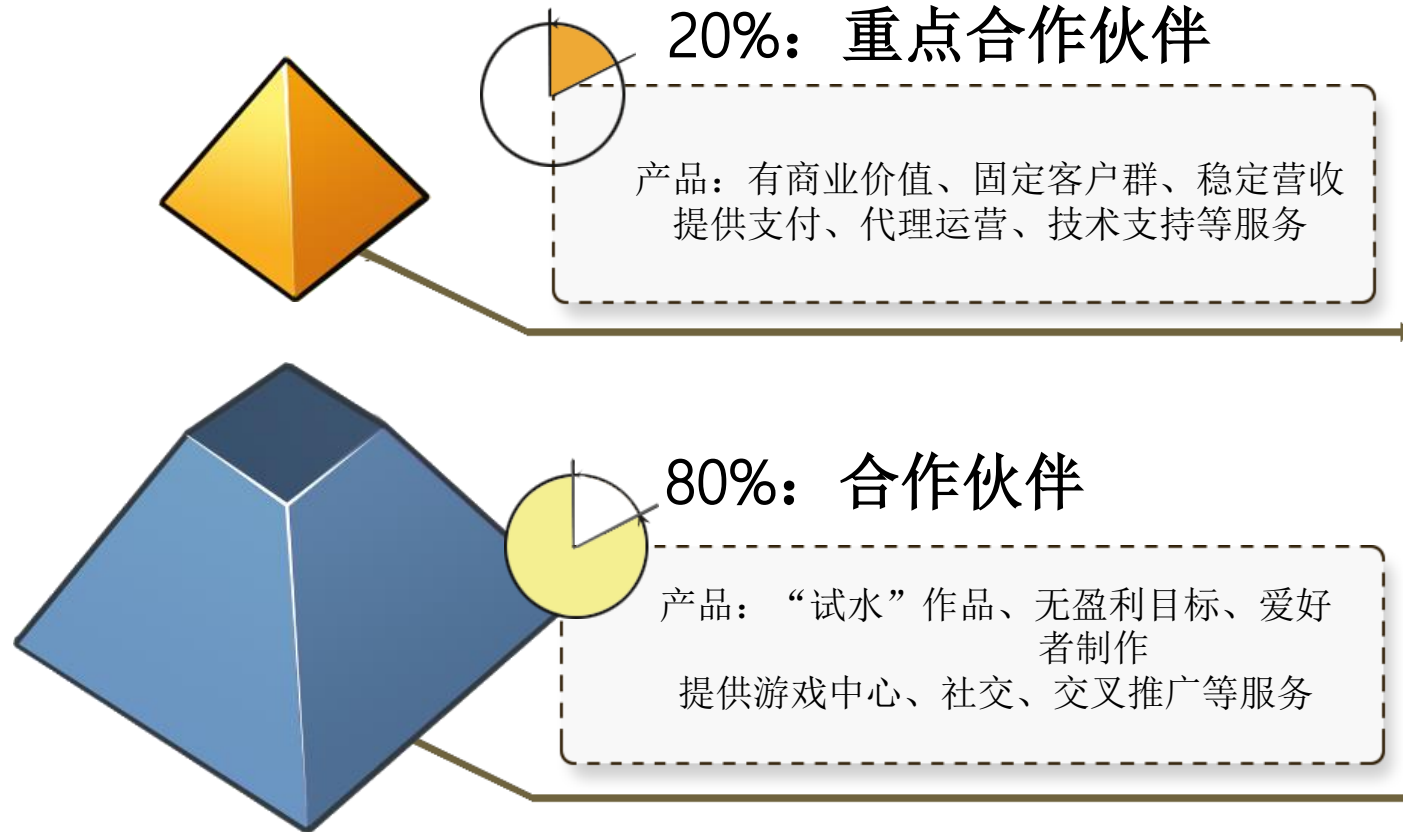 20%：重点合作伙伴
产品：有商业价值、固定客户群、稳定营收
提供支付、代理运营、技术支持等服务
80%：合作伙伴
产品：“试水”作品、无盈利目标、爱好
者制作
提供游戏中心、社交、交叉推广等服务